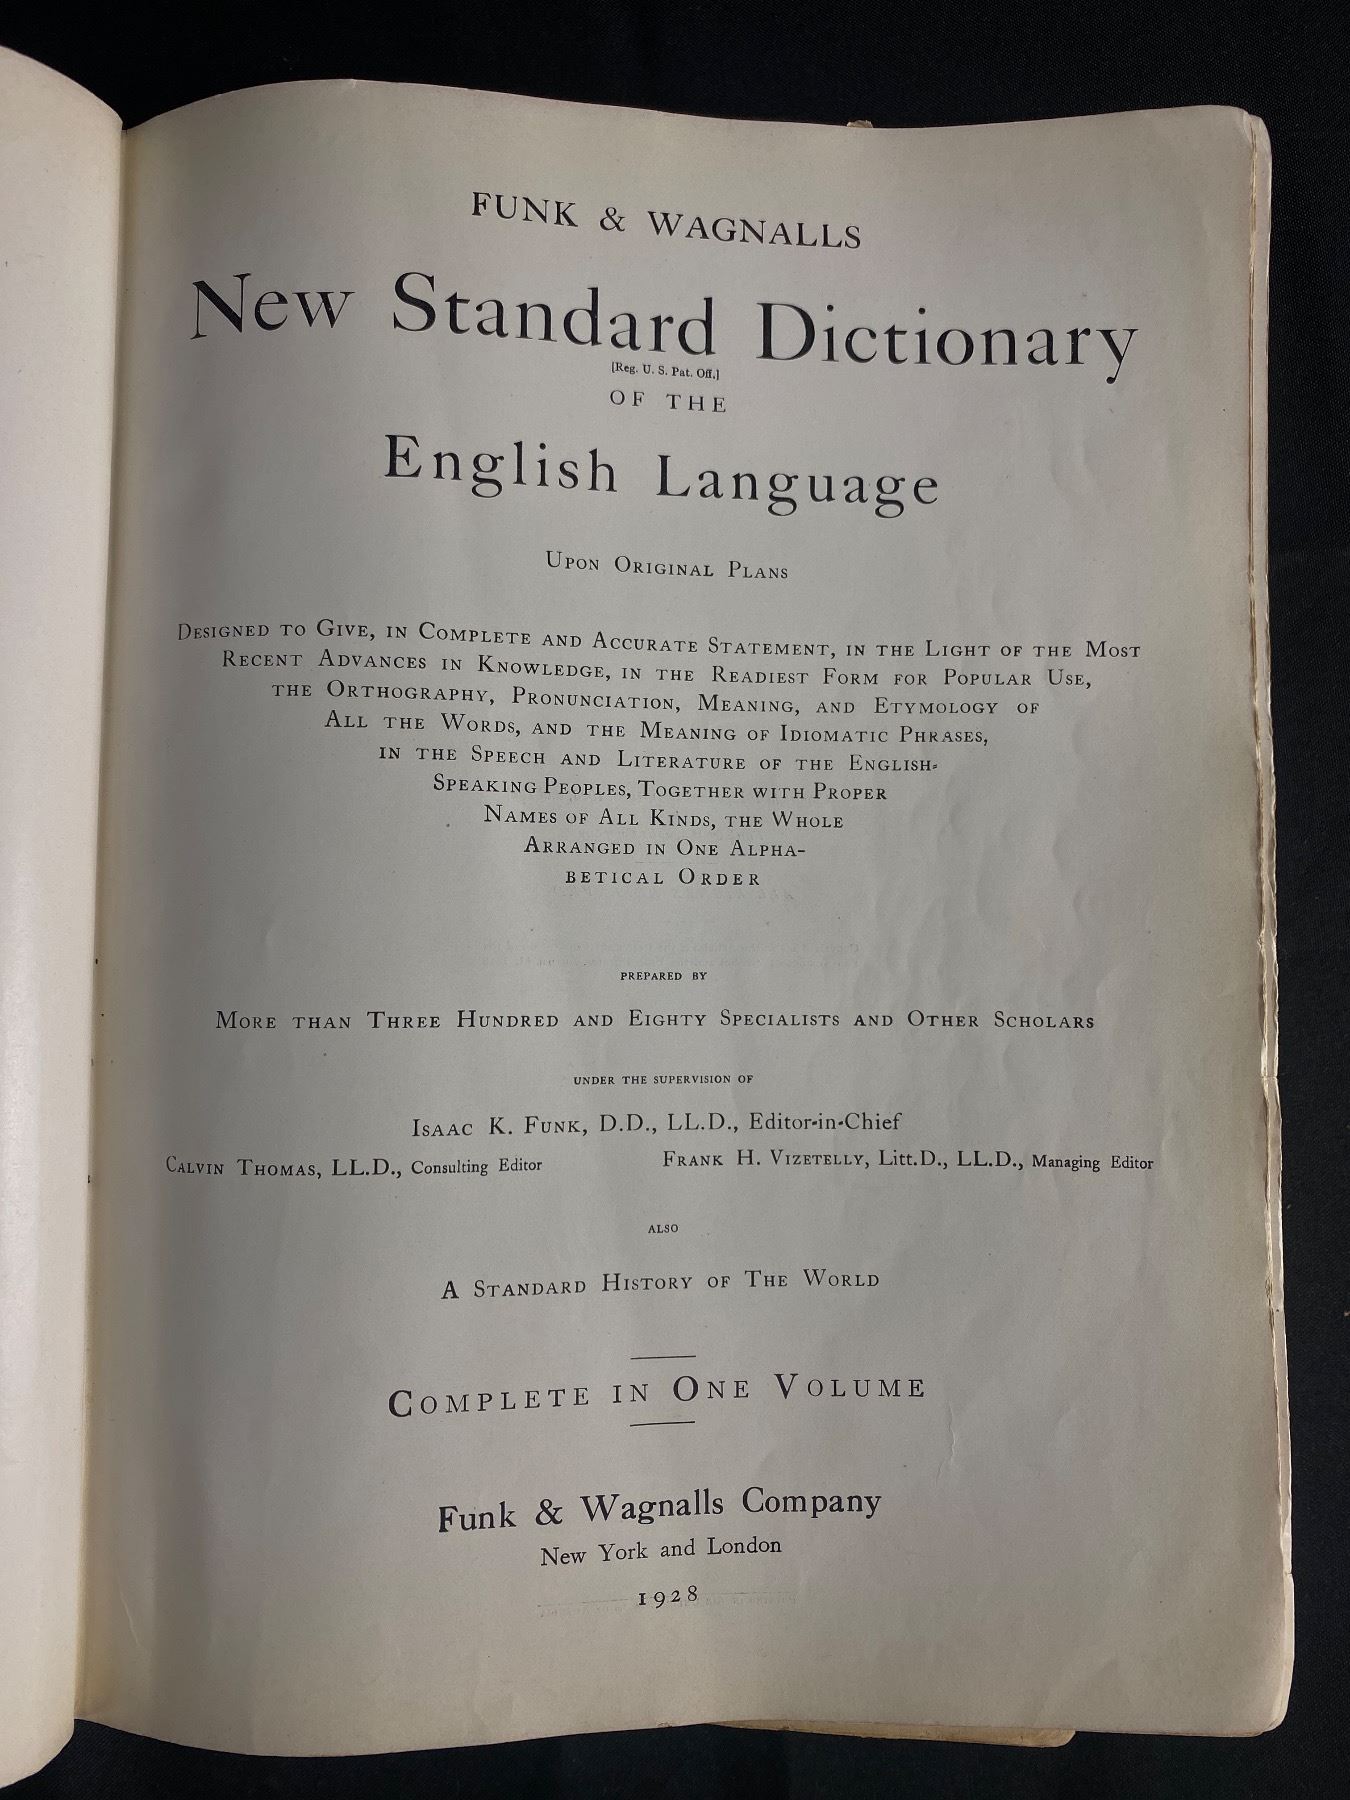 FUNK & WAGNALLS
New Standard Dictionary
[Reg. U. S. Pat. Off.]
OF THE
English Language
UPON ORIGINAL PLANS
DESIGNED TO GIVE, IN COMPLETE AND ACCURATE STATEMENT, IN THE LIGHT OF THE MOST
RECENT ADVANCES IN KNOWLEDGE, IN THE READIEST FORM FOR POPULAR USE,
THE ORTHOGRAPHY, PRONUNCIATION, MEANING, AND ETYMOLOGY OF
ALL THE WORDS, AND THE MEANING OF IDIOMATIC PHRASES,
IN THE SPEECH AND LITERATURE OF THE ENGLISH-
SPEAKING PEOPLES, TOGETHER WITH PROPER
NAMES OF ALL KINDS, THE WHOLE
ARRANGED IN ONE ALPHA-
BETICAL ORDER
PREPARED BY
MORE THAN THREE HUNDRED AND EIGHTY SPECIALISTS AND OTHER SCHOLARS
UNDER THE SUPERVISION OF
ISAAC K. FUNK, D.D., LL.D., Editor-in-Chief
CALVIN THOMAS, LL.D., Consulting Editor FRANK H. VIZETELLY, Litt.D., LL.D., Managing Editor
ALSO
A STANDARD HISTORY OF THE WORLD
COMPLETE IN ONE VOLUME
Funk & Wagnalls Company
New York and London
1928